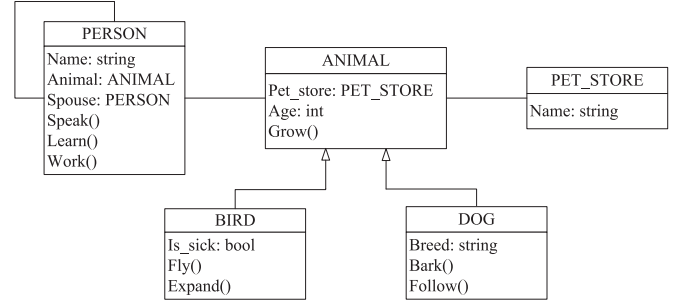 PERSON
Name: string
Animal: ANIMAL
Spouse: PERSON
Speak()
Learn()
Work()
ANIMAL
Pet_store: PET_STORE
Age: int
Grow()
PET_STORE
Name: string
BIRD
Is_sick: bool
Fly()
Expand()
DOG
Breed: string
Bark()
Follow()